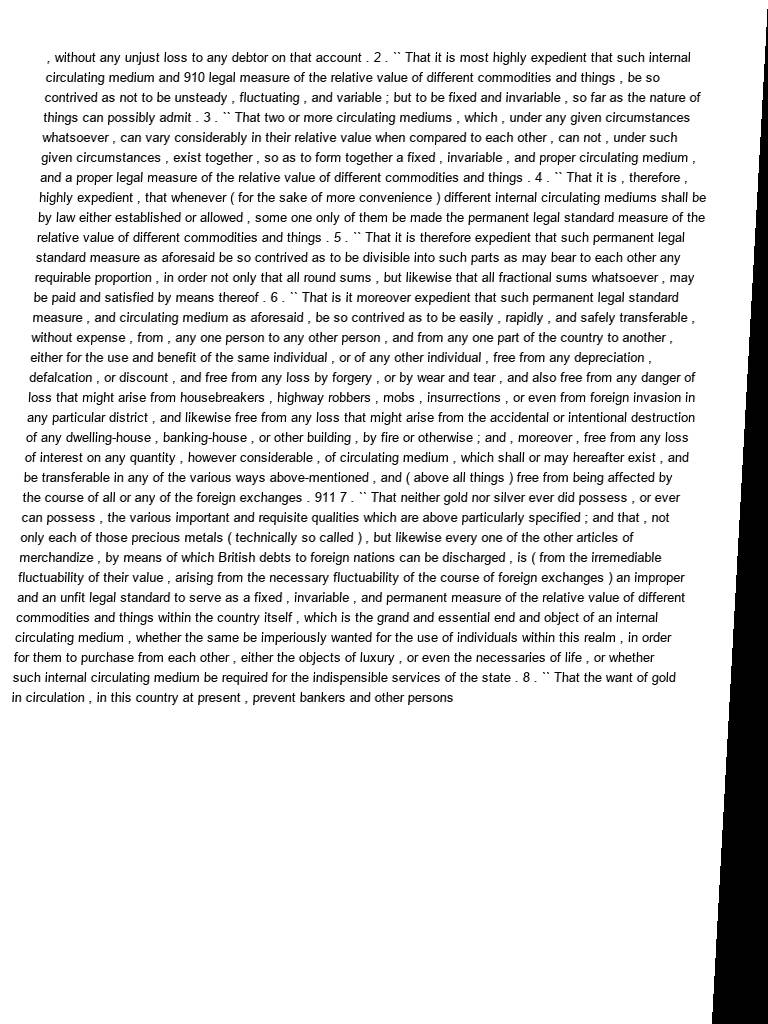 , without any unjust loss to any debtor on that account . 2 . `` That it is most highly expedient that such internal
circulating medium and 910 legal measure of the relative value of different commodities and things , be so
contrived as not to be unsteady , fluctuating , and variable ; but to be fixed and invariable , so far as the nature of
things can possibly admit . 3 . `` That two or more circulating mediums , which , under any given circumstances
whatsoever , can vary considerably in their relative value when compared to each other , can not , under such
given circumstances , exist together , so as to form together a fixed , invariable , and proper circulating medium ,
and a proper legal measure of the relative value of different commodities and things . 4 . `` That it is , therefore ,
highly expedient , that whenever ( for the sake of more convenience ) different internal circulating mediums shall be
by law either established or allowed , some one only of them be made the permanent legal standard measure of the
relative value of different commodities and things . 5 . `` That it is therefore expedient that such permanent legal
standard measure as aforesaid be so contrived as to be divisible into such parts as may bear to each other any
requirable proportion , in order not only that all round sums , but likewise that all fractional sums whatsoever , may
be paid and satisfied by means thereof . 6 . `` That is it moreover expedient that such permanent legal standard
measure , and circulating medium as aforesaid , be so contrived as to be easily , rapidly , and safely transferable ,
without expense , from , any one person to any other person , and from any one part of the country to another ,
either for the use and benefit of the same individual , or of any other individual , free from any depreciation ,
defalcation , or discount , and free from any loss by forgery , or by wear and tear , and also free from any danger of
loss that might arise from housebreakers , highway robbers , mobs , insurrections , or even from foreign invasion in
any particular district , and likewise free from any loss that might arise from the accidental or intentional destruction
of any dwelling-house , banking-house , or other building , by fire or otherwise ; and , moreover , free from any loss
of interest on any quantity , however considerable , of circulating medium , which shall or may hereafter exist , and
be transferable in any of the various ways above-mentioned , and ( above all things ) free from being affected by
the course of all or any of the foreign exchanges . 911 7 . `` That neither gold nor silver ever did possess , or ever
can possess , the various important and requisite qualities which are above particularly specified ; and that , not
only each of those precious metals ( technically so called ) , but likewise every one of the other articles of
merchandize , by means of which British debts to foreign nations can be discharged , is ( from the irremediable
fluctuability of their value , arising from the necessary fluctuability of the course of foreign exchanges ) an improper
and an unfit legal standard to serve as a fixed , invariable , and permanent measure of the relative value of different
commodities and things within the country itself , which is the grand and essential end and object of an internal
circulating medium , whether the same be imperiously wanted for the use of individuals within this realm , in order
for them to purchase from each other , either the objects of luxury , or even the necessaries of life , or whether
such internal circulating medium be required for the indispensible services of the state . 8 . `` That the want of gold
in circulation , in this country at present , prevent bankers and other persons